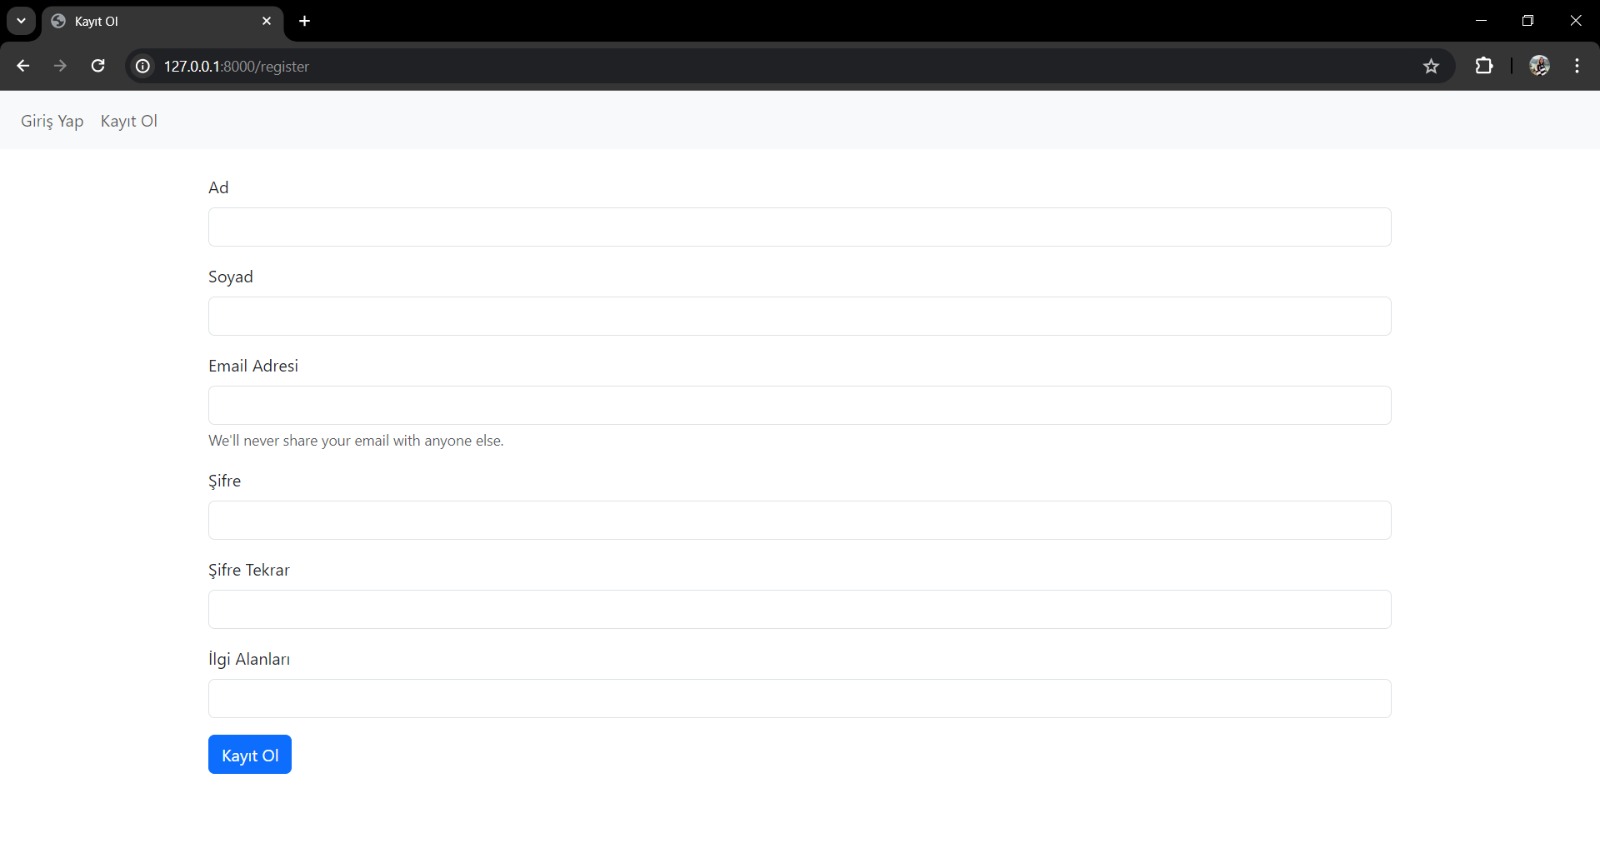 Kayıt Ol
127.0.0.1:8000/register
Giriş Yap Kayıt Ol
Ad
Soyad
Email Adresi
We'll never share your email with anyone else.
Şifre
Şifre Tekrar
İlgi Alanları
Kayıt Ol